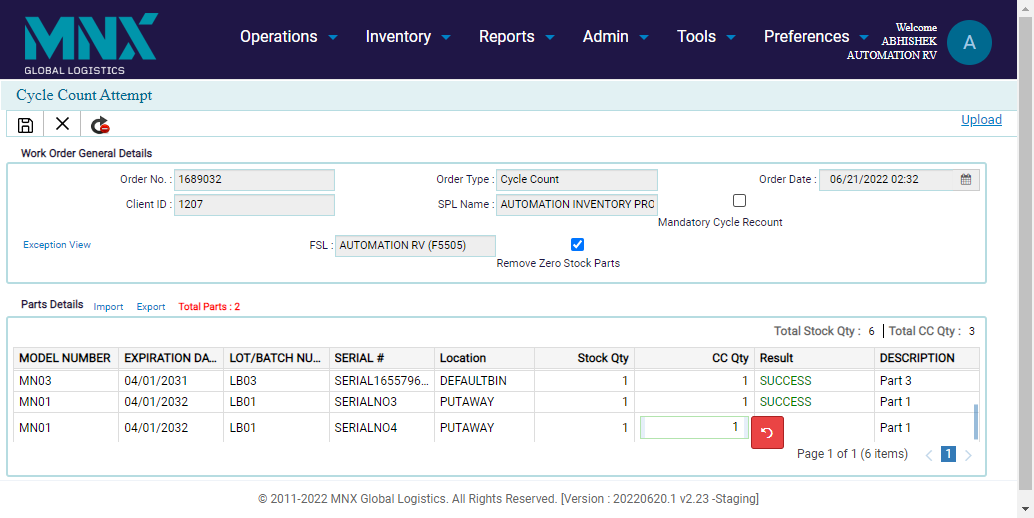 MNX
GLOBAL LOGISTICS
Operations Inventory Reports Admin Tools Preferences
Welcome
ABHISHEK
AUTOMATION RV
A
Cycle Count Attempt
Upload
Work Order General Details
Order No. : 1689032 Order Type : Cycle Count Order Date : 06/21/2022 02:32
Client ID : 1207 SPL Name : AUTOMATION INVENTORY PRO
Mandatory Cycle Recount
Exception View FSL : AUTOMATION RV (F5505)
Remove Zero Stock Parts
Parts Details Import Export Total Parts : 2
Total Stock Qty : 6 Total CC Qty : 3
MODEL NUMBER EXPIRATION DA... LOT/BATCH NU... SERIAL # Location Stock Qty CC Qty Result DESCRIPTION
MN03 04/01/2031 LB03 SERIAL1655796... DEFAULTBIN 1 1 SUCCESS Part 3
MN01 04/01/2032 LB01 SERIALNO3 PUTAWAY 1 1 SUCCESS Part 1
MN01 04/01/2032 LB01 SERIALNO4 PUTAWAY 1 1 Part 1
Page 1 of 1 (6 items) 1
© 2011-2022 MNX Global Logistics. All Rights Reserved. [Version : 20220620.1 v2.23 -Staging]